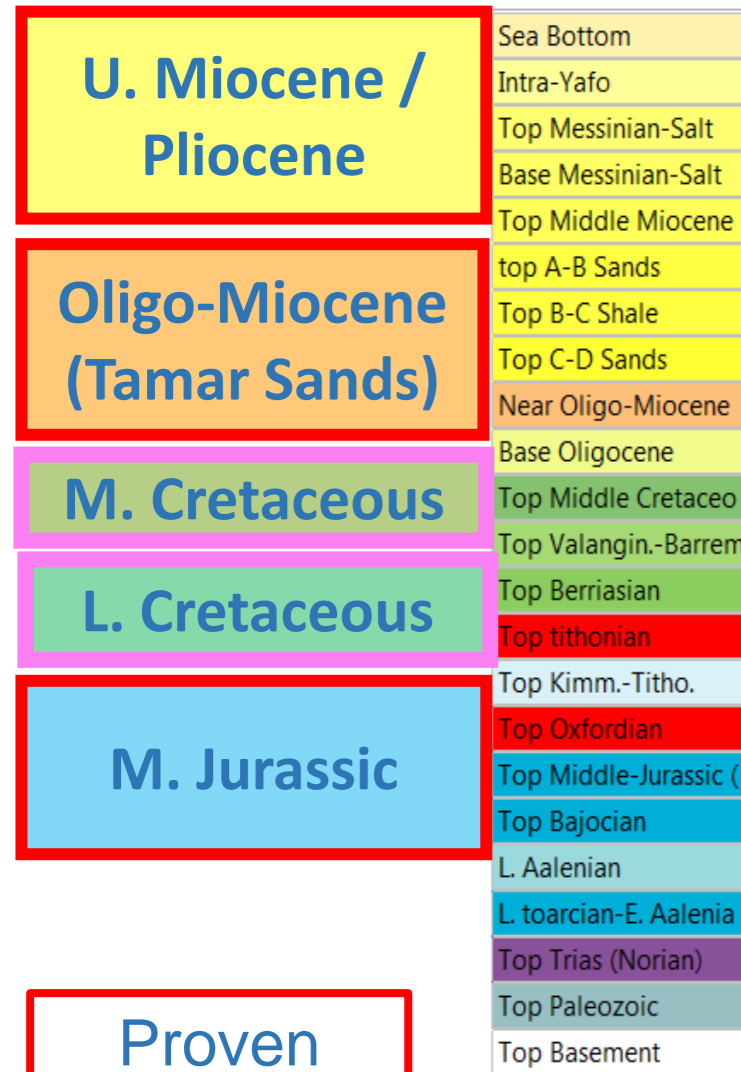 U. Miocene /
Pliocene
Oligo-Miocene
(Tamar Sands)
M. Cretaceous
L. Cretaceous
M. Jurassic
Proven
Sea Bottom
Intra-Yafo
Top Messinian-Salt
Base Messinian-Salt
Top Middle Miocene
top A-B Sands
Top B-C Shale
Top C-D Sands
Near Oligo-Miocene
Base Oligocene
Top Middle Cretaceo
Top Valangin.-Barrem
Top Berriasian
Top tithonian
Top Kimm.-Titho.
Top Oxfordian
Top Middle-Jurassic (
Top Bajocian
L. Aalenian
L. toarcian-E. Aalenia
Top Trias (Norian)
Top Paleozoic
Top Basement